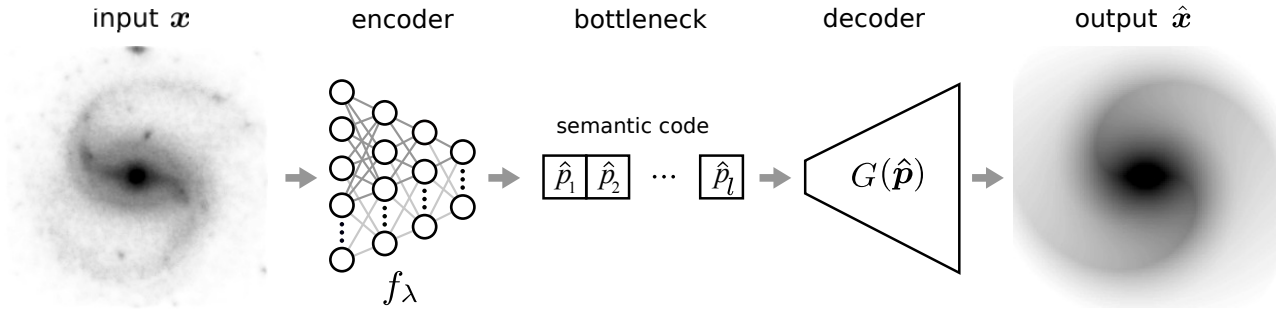 input x
encoder
bottleneck
decoder
output x̂
semantic code
p̂₁ p̂₂ ⋯ p̂ₗ
G(p̂)
f_λ